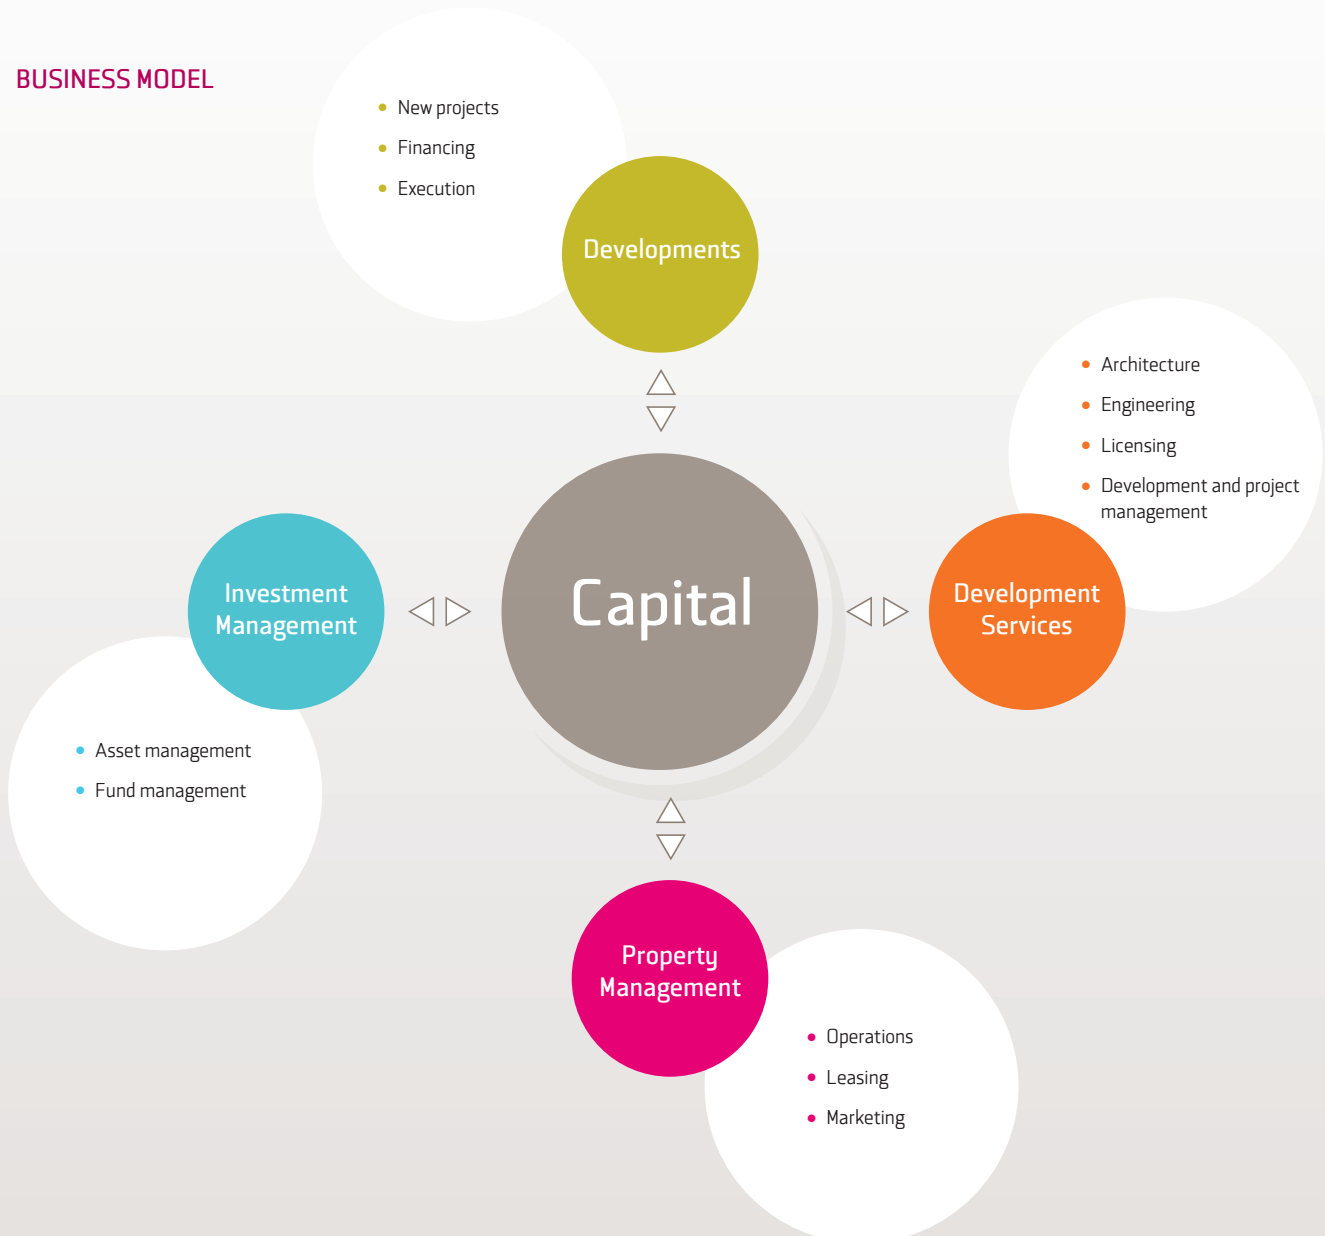 BUSINESS MODEL
New projects
Financing
Execution
Developments
Architecture
Engineering
Licensing
Development and project
management
Development
Services
Capital
Investment
Management
Asset management
Fund management
Property
Management
Operations
Leasing
Marketing